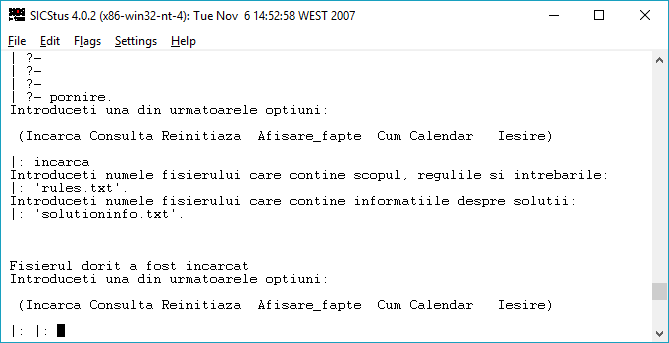 SICStus 4.0.2 (x86-win32-nt-4): Tue Nov  6 14:52:58 WEST 2007
File Edit Flags Settings Help
| ?-
| ?-
| ?-
| ?- pornire.
Introduceti una din urmatoarele optiuni:
 (Incarca Consulta Reinitiaza  Afisare_fapte  Cum Calendar   Iesire)
|: incarca
Introduceti numele fisierului care contine scopul, regulile si intrebarile:
|: 'rules.txt'.
Introduceti numele fisierului care contine informatiile despre solutii:
|: 'solutioninfo.txt'.
Fisierul dorit a fost incarcat
Introduceti una din urmatoarele optiuni:
 (Incarca Consulta Reinitiaza  Afisare_fapte  Cum Calendar   Iesire)
|: |: